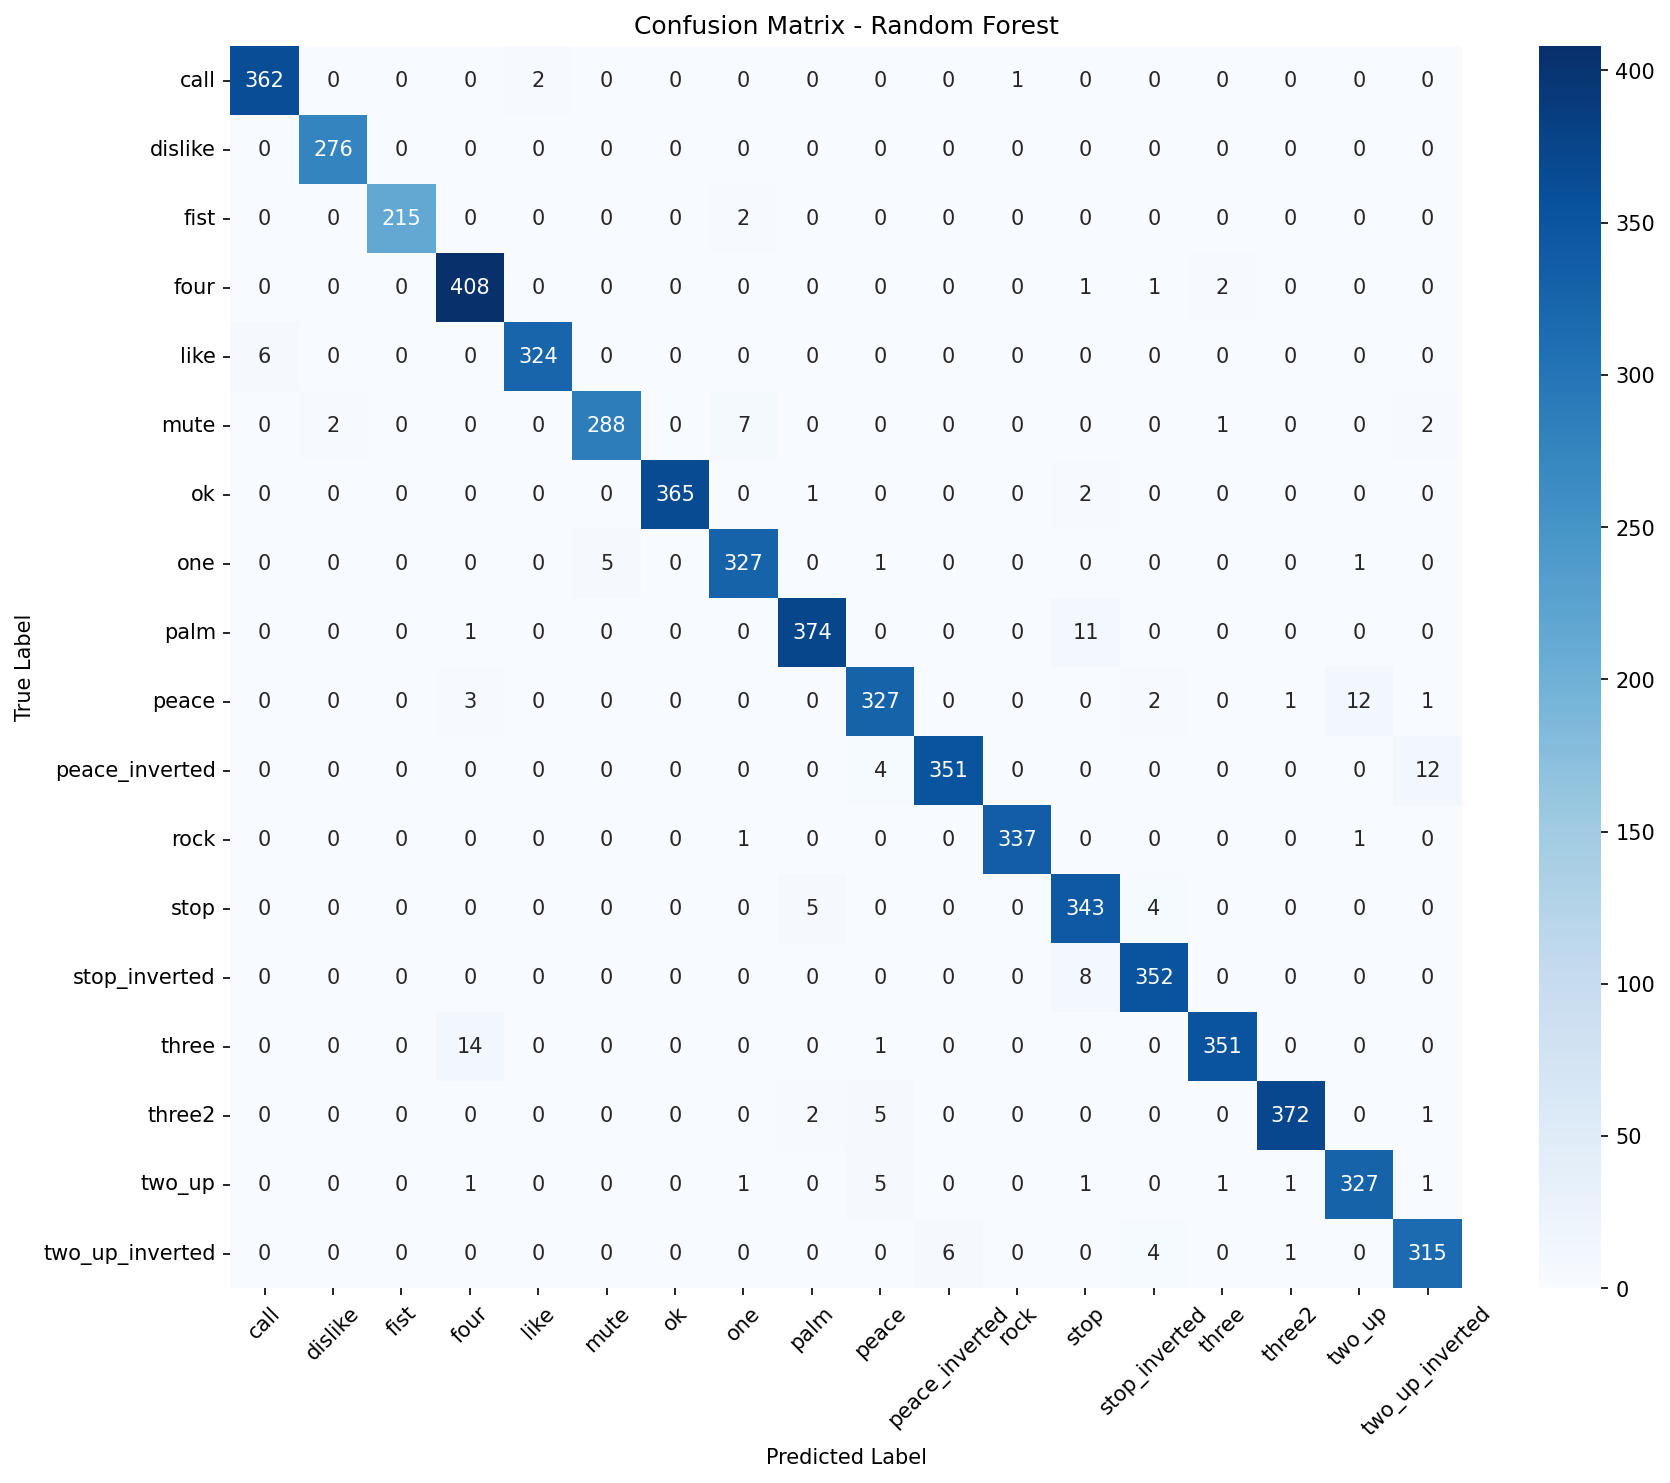 Confusion Matrix - Random Forest
call 362 0 0 0 2 0 0 0 0 0 0 1 0 0 0 0 0 0
dislike 0 276 0 0 0 0 0 0 0 0 0 0 0 0 0 0 0 0
fist 0 0 215 0 0 0 0 2 0 0 0 0 0 0 0 0 0 0
four 0 0 0 408 0 0 0 0 0 0 0 0 1 1 2 0 0 0
like 6 0 0 0 324 0 0 0 0 0 0 0 0 0 0 0 0 0
mute 0 2 0 0 0 288 0 7 0 0 0 0 0 0 1 0 0 2
ok 0 0 0 0 0 0 365 0 1 0 0 0 2 0 0 0 0 0
one 0 0 0 0 0 5 0 327 0 1 0 0 0 0 0 0 1 0
palm 0 0 0 1 0 0 0 0 374 0 0 0 11 0 0 0 0 0
peace 0 0 0 3 0 0 0 0 0 327 0 0 0 2 0 1 12 1
peace_inverted 0 0 0 0 0 0 0 0 0 4 351 0 0 0 0 0 0 12
rock 0 0 0 0 0 0 0 1 0 0 0 337 0 0 0 0 1 0
stop 0 0 0 0 0 0 0 0 5 0 0 0 343 4 0 0 0 0
stop_inverted 0 0 0 0 0 0 0 0 0 0 0 0 8 352 0 0 0 0
three 0 0 0 14 0 0 0 0 0 1 0 0 0 0 351 0 0 0
three2 0 0 0 0 0 0 0 0 2 5 0 0 0 0 0 372 0 1
two_up 0 0 0 1 0 0 0 1 0 5 0 0 1 0 1 1 327 1
two_up_inverted 0 0 0 0 0 0 0 0 0 0 6 0 0 4 0 1 0 315
call dislike fist four like mute ok one palm peace peace_inverted rock stop stop_inverted three three2 two_up two_up_inverted
Predicted Label
True Label
400
350
300
250
200
150
100
50
0